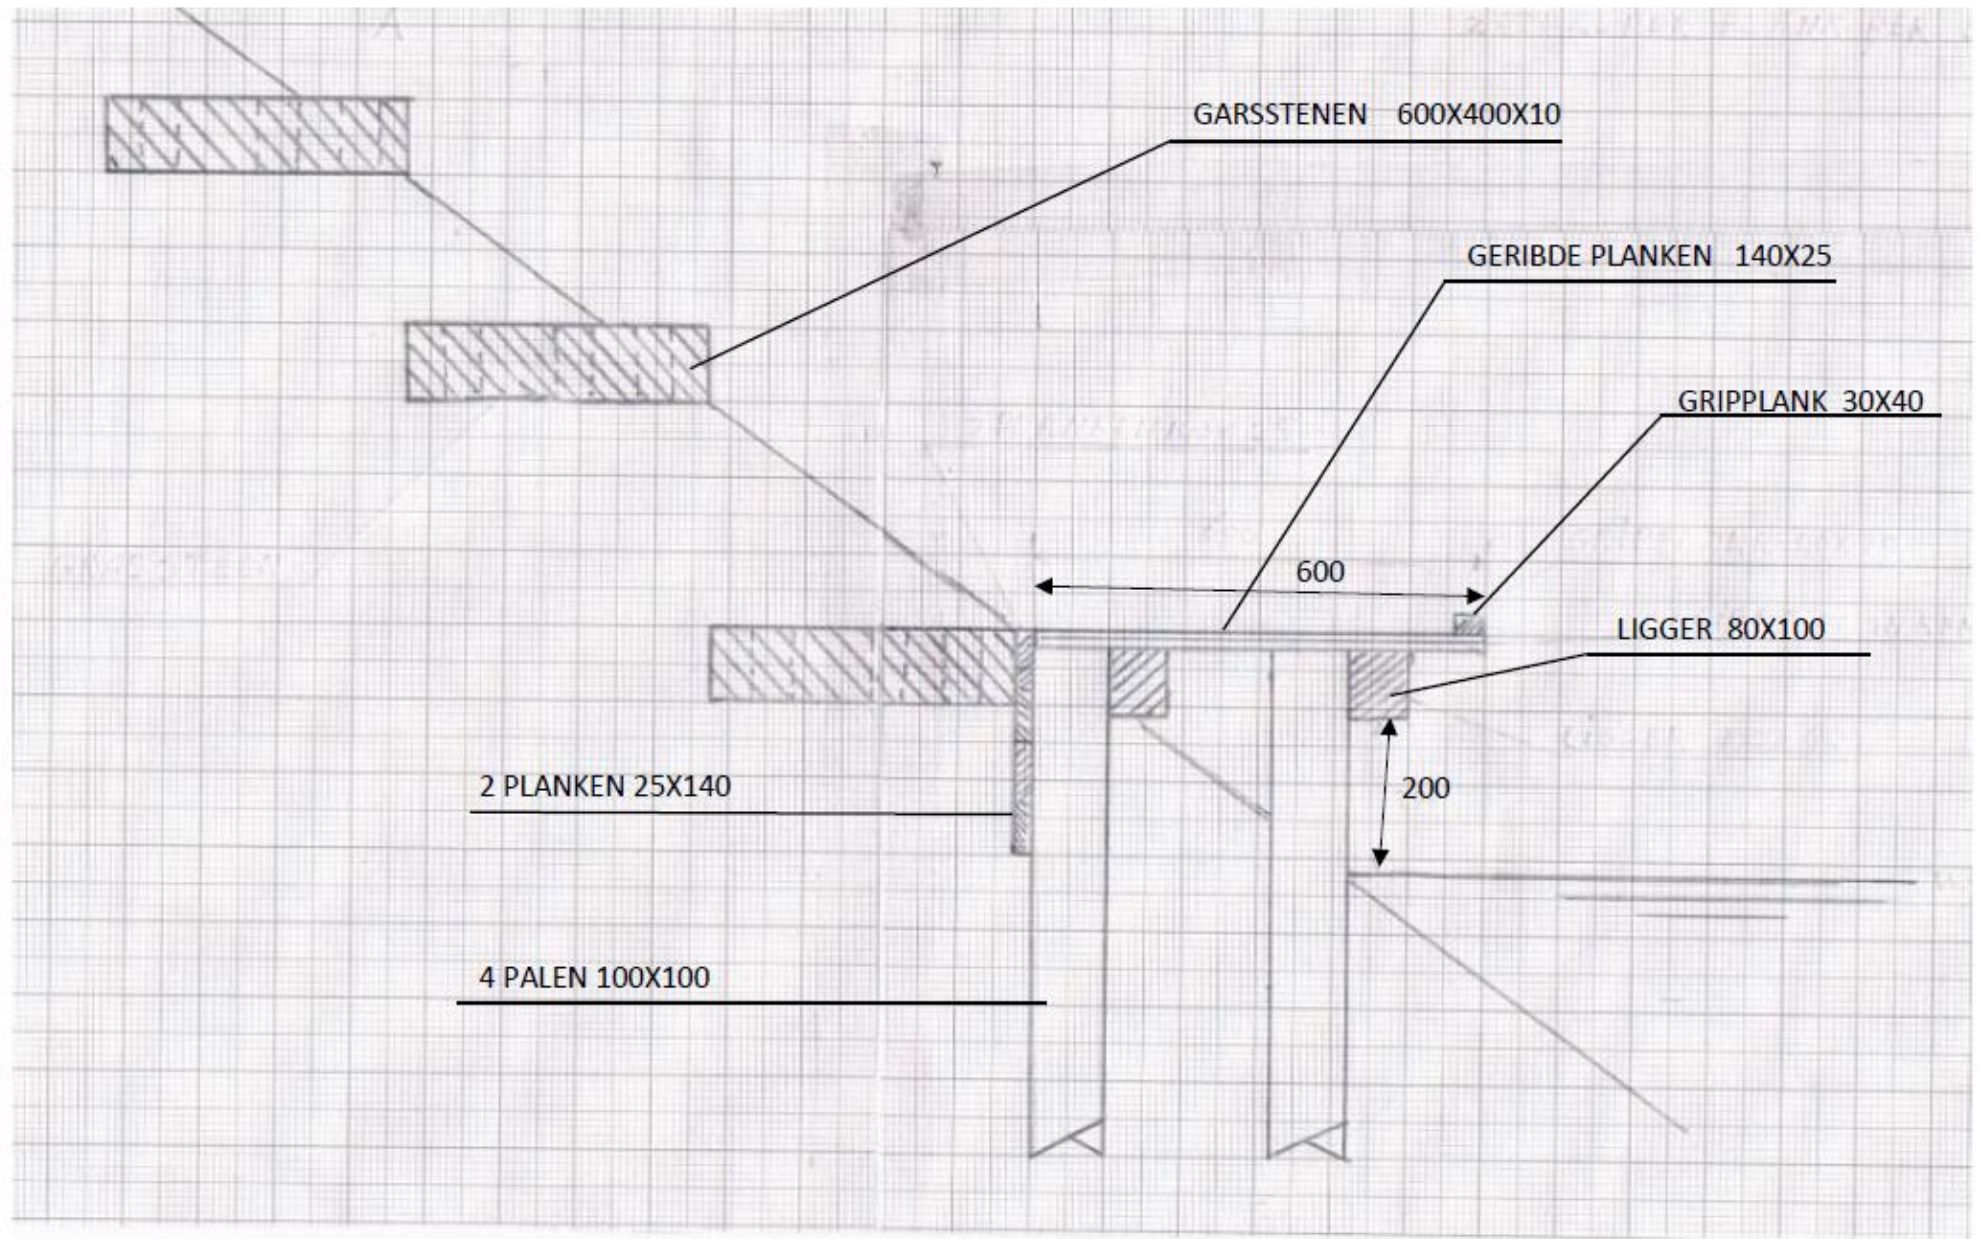 GARSSTENEN 600X400X10
GERIBDE PLANKEN 140X25
GRIPPLANK 30X40
600
LIGGER 80X100
2 PLANKEN 25X140
200
4 PALEN 100X100